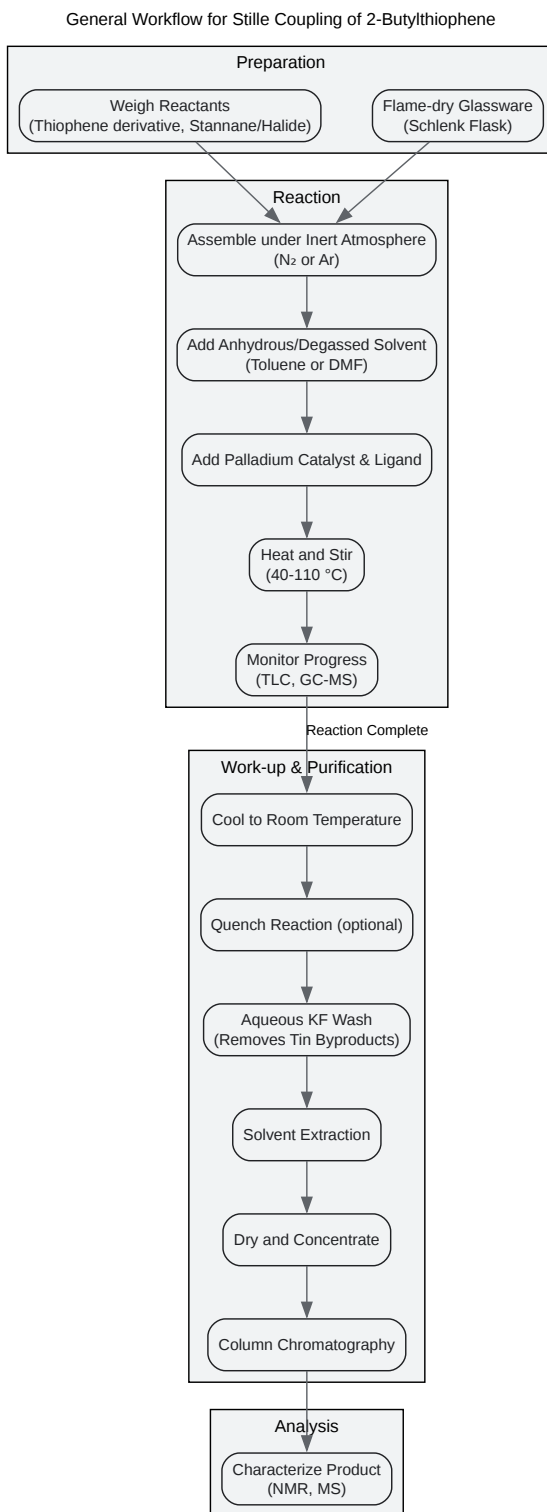 General Workflow for Stille Coupling of 2-Butylthiophene
Preparation
Weigh Reactants
(Thiophene derivative, Stannane/Halide)
Flame-dry Glassware
(Schlenk Flask)
Reaction
Assemble under Inert Atmosphere
(N₂ or Ar)
Add Anhydrous/Degassed Solvent
(Toluene or DMF)
Add Palladium Catalyst & Ligand
Heat and Stir
(40-110 °C)
Monitor Progress
(TLC, GC-MS)
Reaction Complete
Work-up & Purification
Cool to Room Temperature
Quench Reaction (optional)
Aqueous KF Wash
(Removes Tin Byproducts)
Solvent Extraction
Dry and Concentrate
Column Chromatography
Analysis
Characterize Product
(NMR, MS)